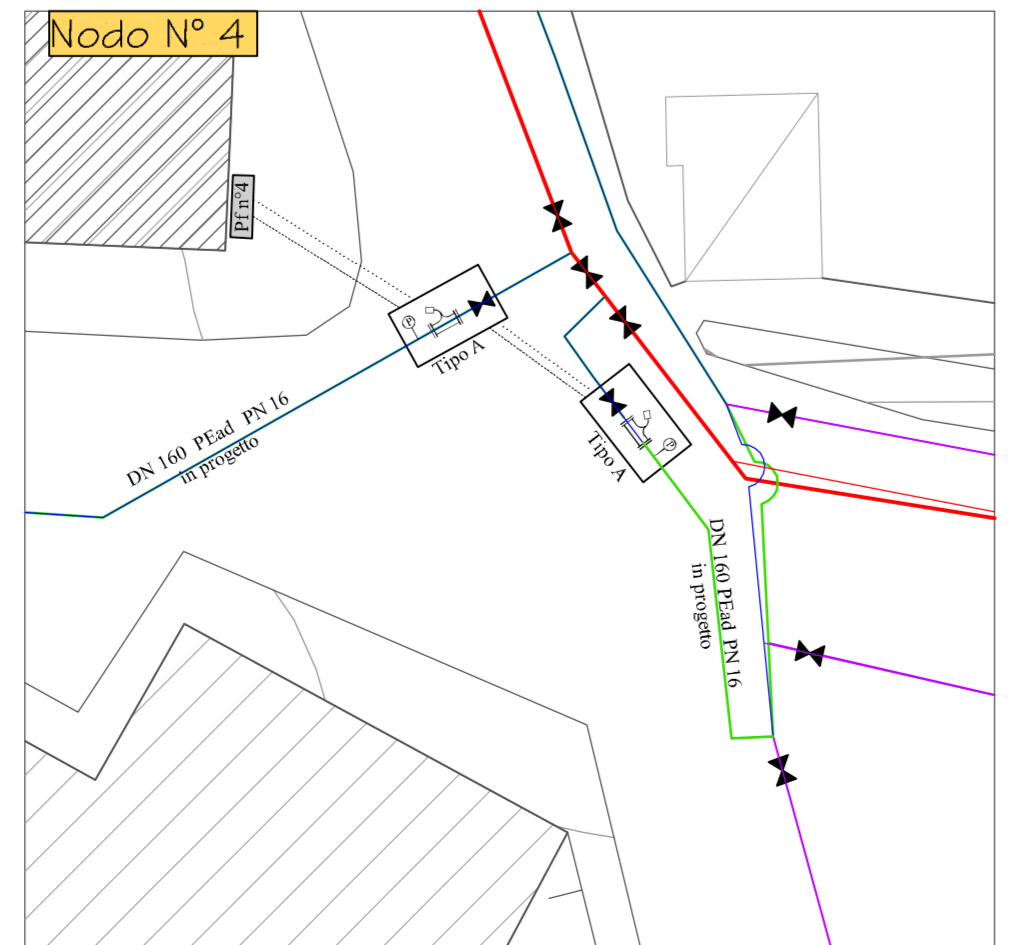 Nodo N° 4
Pf n°4
P
Tipo A
DN 160 PEad PN 16
in progetto
P
Tipo A
DN 160 PEad PN 16
in progetto